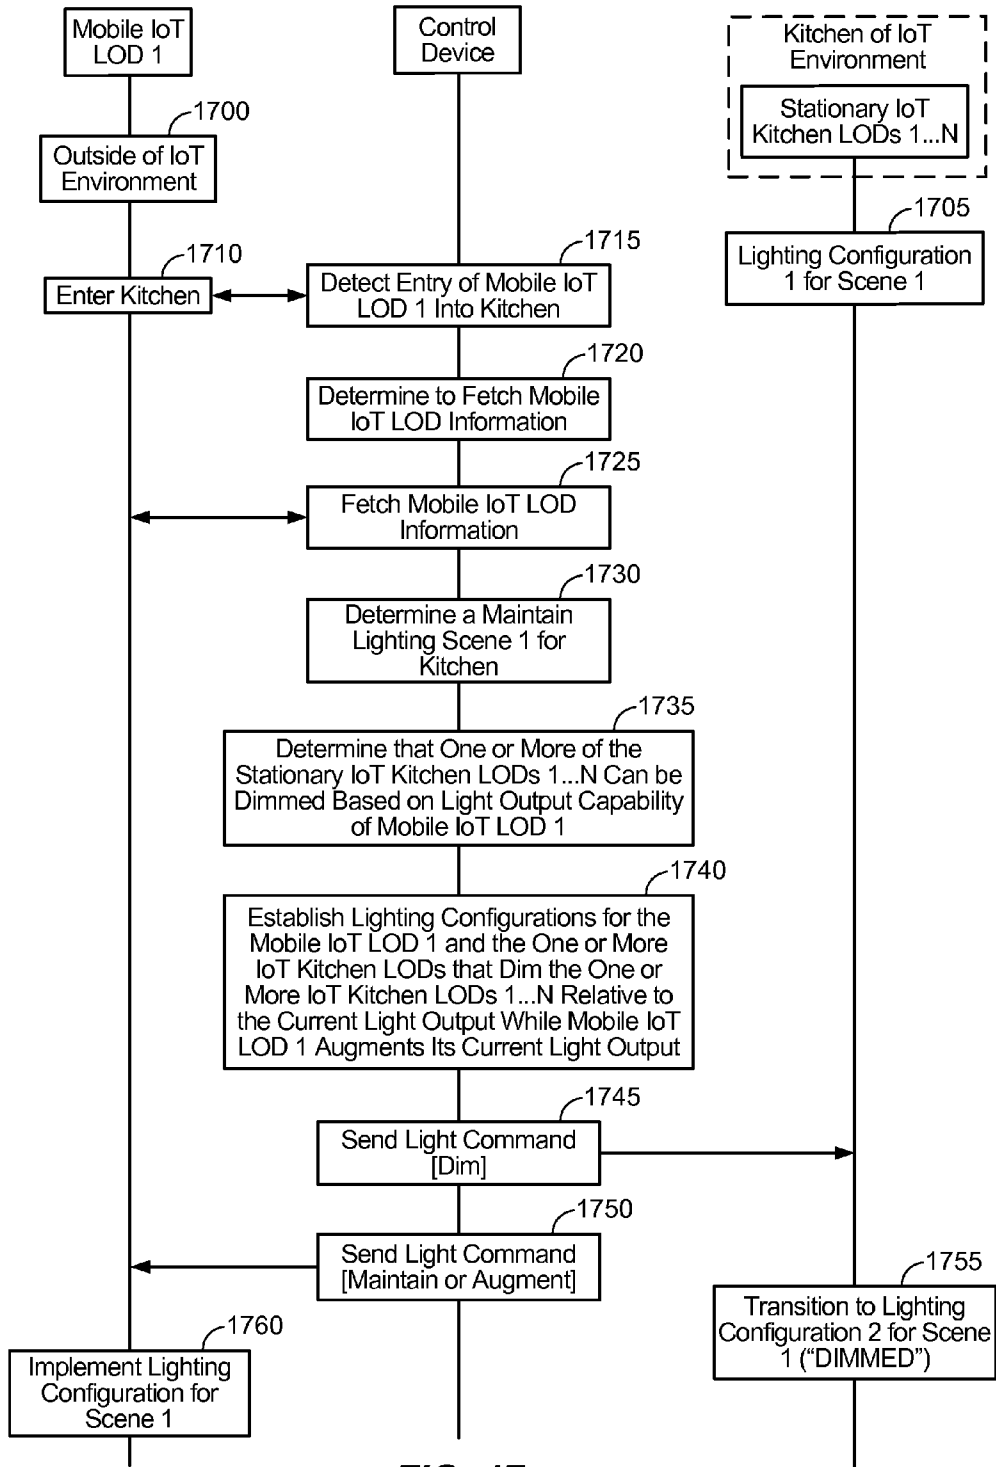 Mobile IoT
LOD 1
Control
Device
Kitchen of IoT
Environment
Stationary IoT
Kitchen LODs 1...N
1700
Outside of IoT
Environment
1705
Lighting Configuration
1 for Scene 1
1710
Enter Kitchen
1715
Detect Entry of Mobile IoT
LOD 1 Into Kitchen
1720
Determine to Fetch Mobile
IoT LOD Information
1725
Fetch Mobile IoT LOD
Information
1730
Determine a Maintain
Lighting Scene 1 for
Kitchen
1735
Determine that One or More of the
Stationary IoT Kitchen LODs 1...N Can be
Dimmed Based on Light Output Capability
of Mobile IoT LOD 1
1740
Establish Lighting Configurations for the
Mobile IoT LOD 1 and the One or More
IoT Kitchen LODs that Dim the One or
More IoT Kitchen LODs 1...N Relative to
the Current Light Output While Mobile IoT
LOD 1 Augments Its Current Light Output
1745
Send Light Command
[Dim]
1750
Send Light Command
[Maintain or Augment]
1755
Transition to Lighting
Configuration 2 for Scene
1 (“DIMMED”)
1760
Implement Lighting
Configuration for
Scene 1